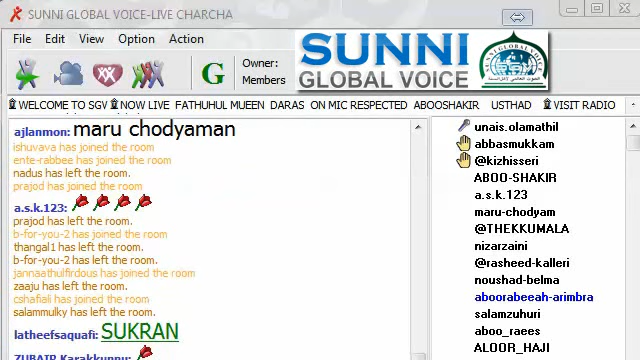 SUNNI GLOBAL VOICE-LIVE CHARCHA
File Edit View Option Action
SUNNI
GLOBAL VOICE
G Owner:
Members
WELCOME TO SGV NOW LIVE FATHUHUL MUEEN DARAS ON MIC RESPECTED ABOOSHAKIR USTHAD VISIT RADIO
ajlanmon: maru chodyaman
ishuvava has joined the room
ente-rabbee has joined the room
nadus has left the room.
prajod has joined the room
a.s.k.123:
prajod has left the room.
b-for-you-2 has joined the room
thangal1 has left the room.
b-for-you-2 has left the room.
jannaathulfirdous has joined the room
zaaju has left the room.
cshafiali has joined the room
salammulky has left the room.
latheefsaquafi: SUKRAN
ZUBAIR Karakkunnu:
unais.olamathil
abbasmukkam
@kizhisseri
ABOO-SHAKIR
a.s.k.123
maru-chodyam
@THEKKUMALA
nizarzaini
@rasheed-kalleri
noushad-belma
aboorabeeah-arimbra
salamzuhuri
aboo_raees
ALOOR_HAJI